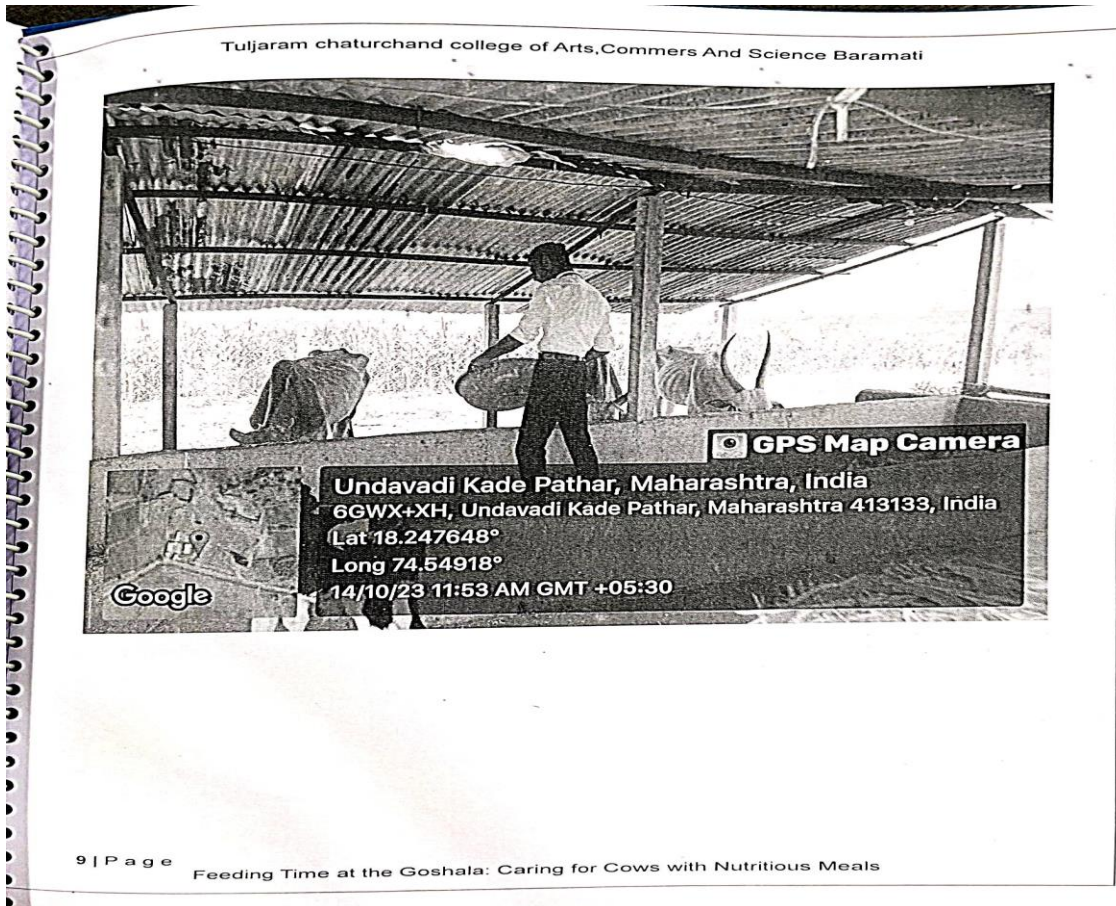 Tuljaram chaturchand college of Arts,Commers And Science Baramati
GPS Map Camera
Undavadi Kade Pathar, Maharashtra, India
6GWX+XH, Undavadi Kade Pathar, Maharashtra 413133, India
Lat 18.247648°
Long 74.54918°
14/10/23 11:53 AM GMT +05:30
Google
9 | P a g e
Feeding Time at the Goshala: Caring for Cows with Nutritious Meals